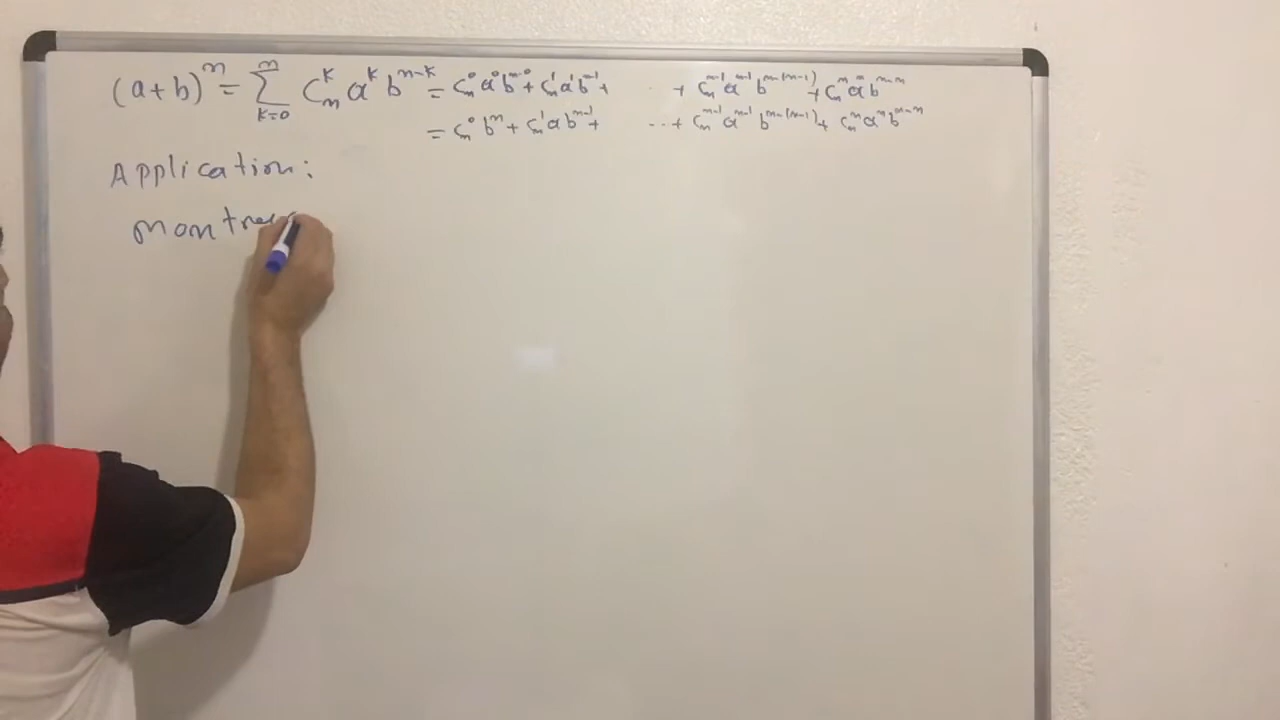 (a+b)^n = \sum_{k=0}^{n} C_n^k a^k b^{n-k} = C_n^0 a^0 b^{n-0} + C_n^1 a^1 b^{n-1} + ... + C_n^{n-1} a^{n-1} b^{n-(n-1)} + C_n^n a^n b^{n-n}
= C_n^0 b^n + C_n^1 a b^{n-1} + ... + C_n^{n-1} a^{n-1} b^{n-(n-1)} + C_n^n a^n b^{n-n}
Application: